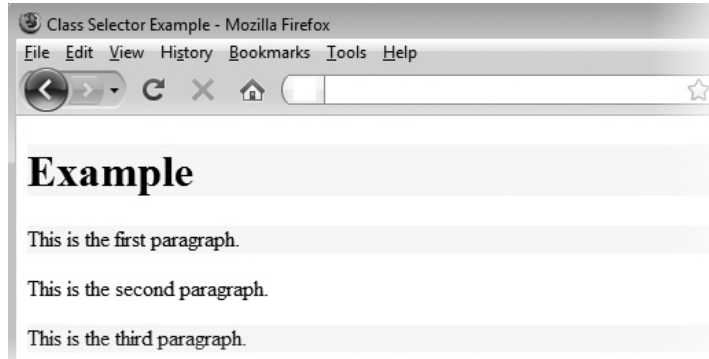 Class Selector Example - Mozilla Firefox
File Edit View History Bookmarks Tools Help
Example
This is the first paragraph.
This is the second paragraph.
This is the third paragraph.